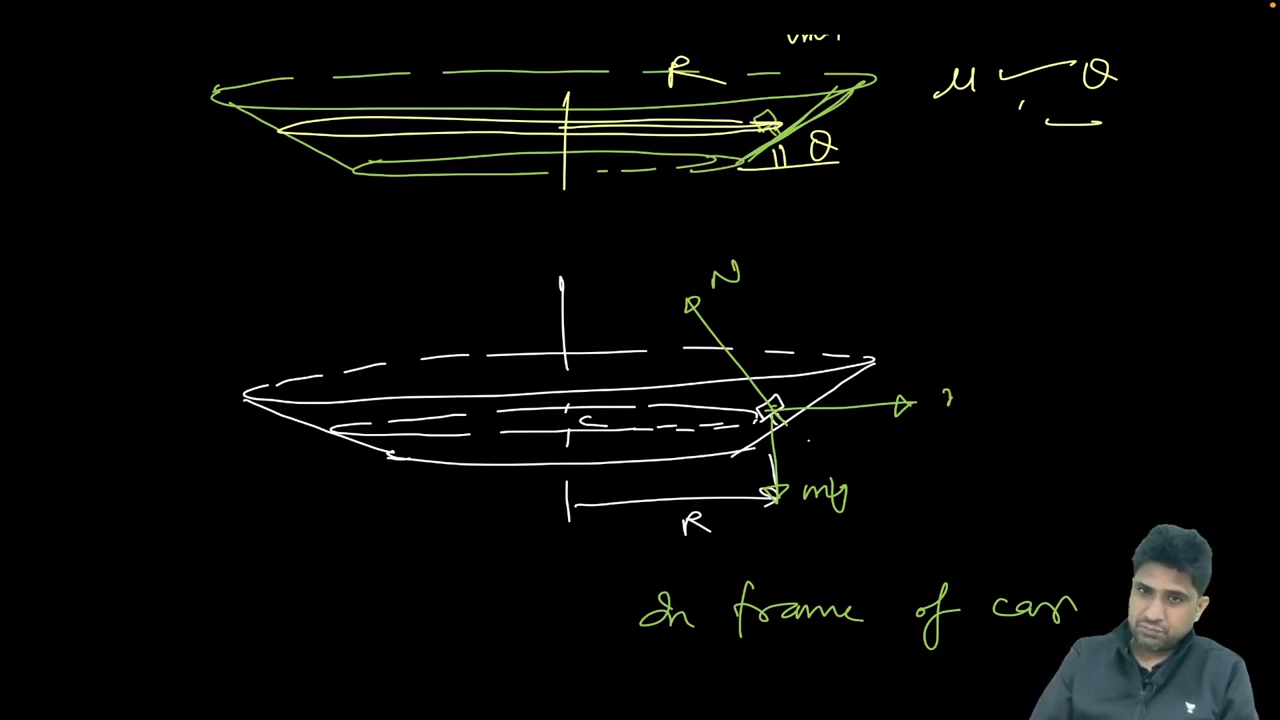 R
μ θ
θ
N
mg
R
In frame of car